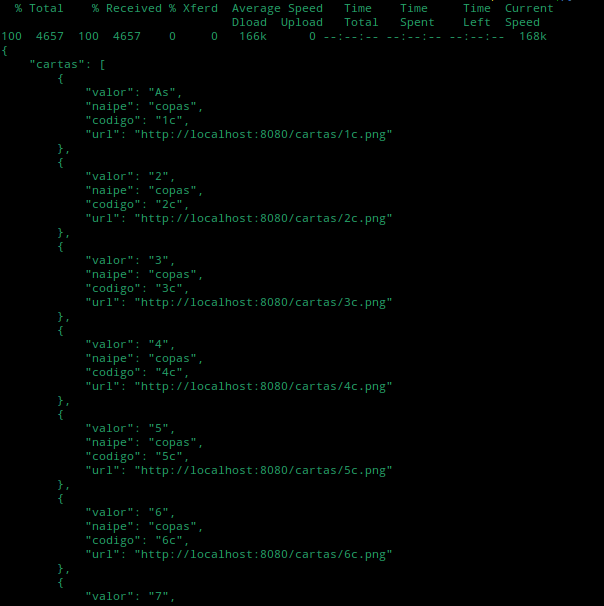 % Total    % Received % Xferd  Average Speed   Time    Time     Time  Current
                                 Dload  Upload   Total   Spent    Left  Speed
100  4657  100  4657    0     0   166k      0 --:--:-- --:--:-- --:--:--  168k
{
    "cartas": [
        {
            "valor": "As",
            "naipe": "copas",
            "codigo": "1c",
            "url": "http://localhost:8080/cartas/1c.png"
        },
        {
            "valor": "2",
            "naipe": "copas",
            "codigo": "2c",
            "url": "http://localhost:8080/cartas/2c.png"
        },
        {
            "valor": "3",
            "naipe": "copas",
            "codigo": "3c",
            "url": "http://localhost:8080/cartas/3c.png"
        },
        {
            "valor": "4",
            "naipe": "copas",
            "codigo": "4c",
            "url": "http://localhost:8080/cartas/4c.png"
        },
        {
            "valor": "5",
            "naipe": "copas",
            "codigo": "5c",
            "url": "http://localhost:8080/cartas/5c.png"
        },
        {
            "valor": "6",
            "naipe": "copas",
            "codigo": "6c",
            "url": "http://localhost:8080/cartas/6c.png"
        },
        {
            "valor": "7",